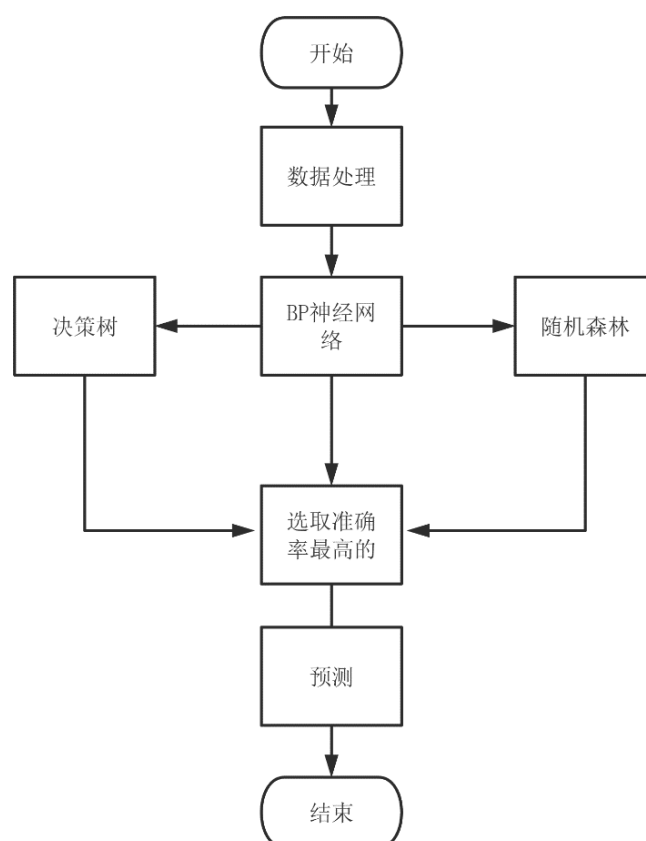 开始
数据处理
决策树
BP神经网
络
随机森林
选取准确
率最高的
预测
结束